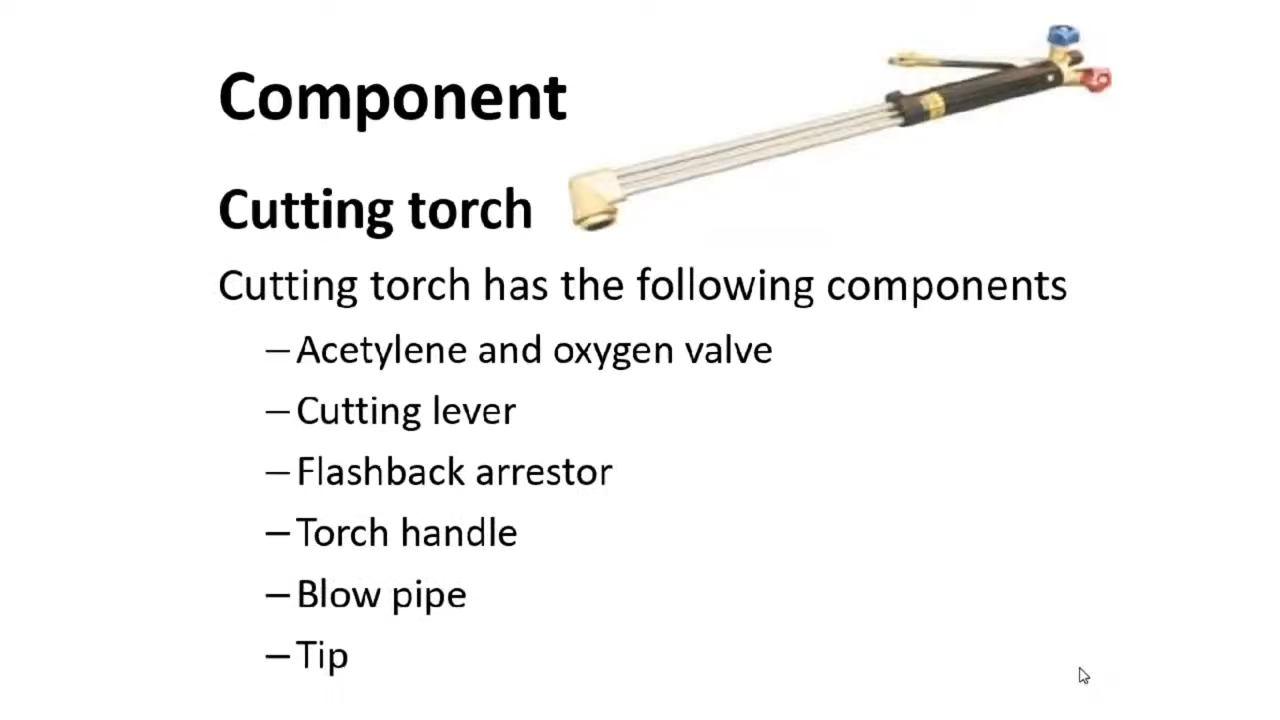 Component
Cutting torch
Cutting torch has the following components
– Acetylene and oxygen valve
– Cutting lever
– Flashback arrestor
– Torch handle
– Blow pipe
– Tip